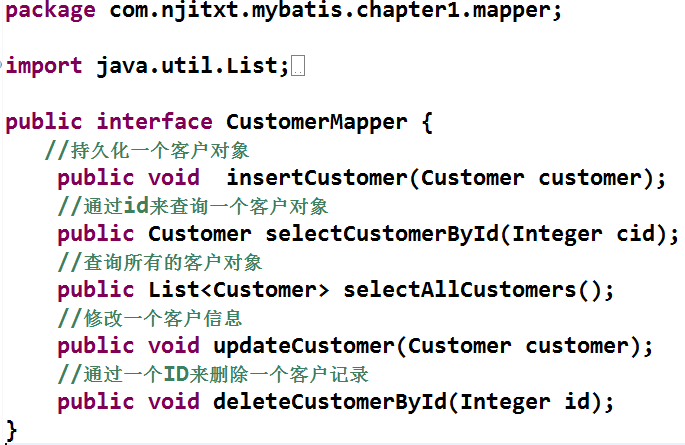 package com.njitxt.mybatis.chapter1.mapper;
import java.util.List;
public interface CustomerMapper {
//持久化一个客户对象
public void  insertCustomer(Customer customer);
//通过id来查询一个客户对象
public Customer selectCustomerById(Integer cid);
//查询所有的客户对象
public List<Customer> selectAllCustomers();
//修改一个客户信息
public void updateCustomer(Customer customer);
//通过一个ID来删除一个客户记录
public void deleteCustomerById(Integer id);
}